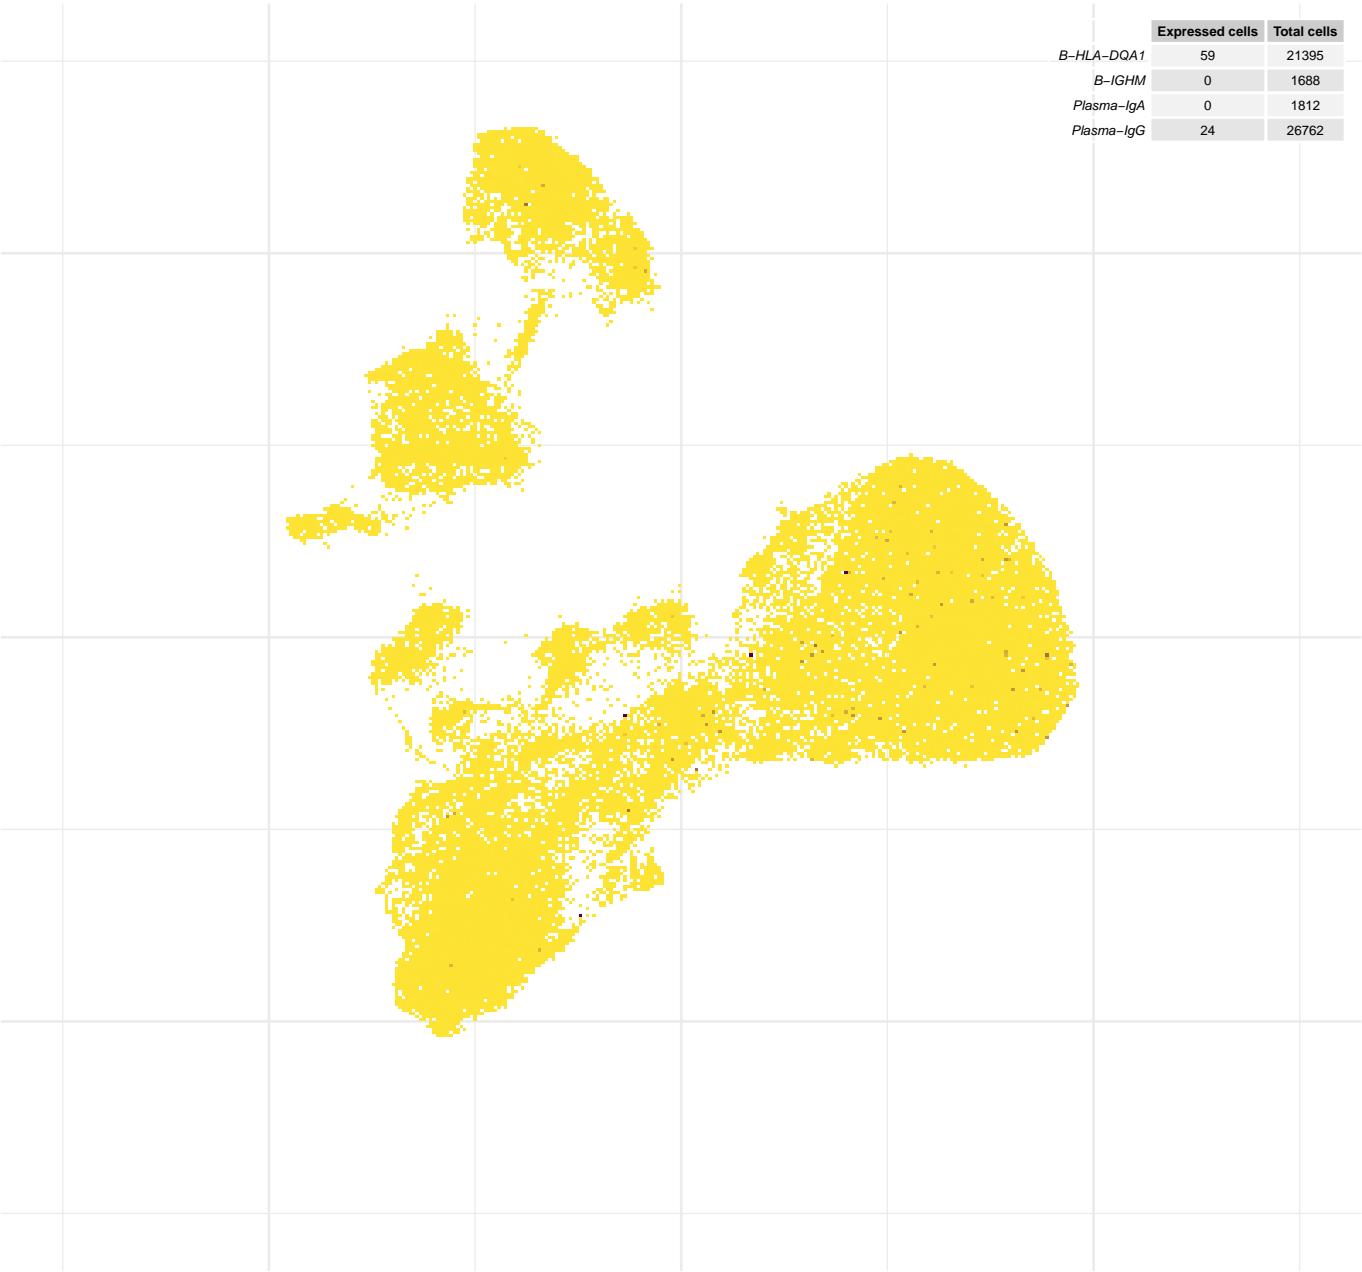 Expressed cells Total cells
B−HLA−DQA1 59 21395
B−IGHM 0 1688
Plasma−IgA 0 1812
Plasma−IgG 24 26762